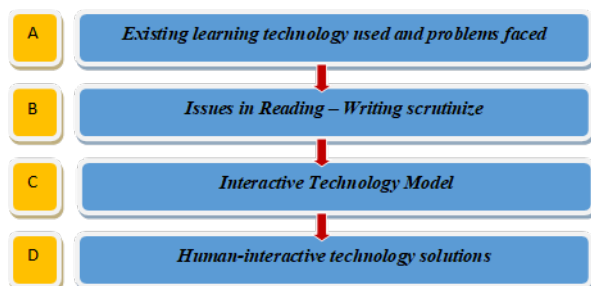 A Existing learning technology used and problems faced
B Issues in Reading – Writing scrutinize
C Interactive Technology Model
D Human-interactive technology solutions